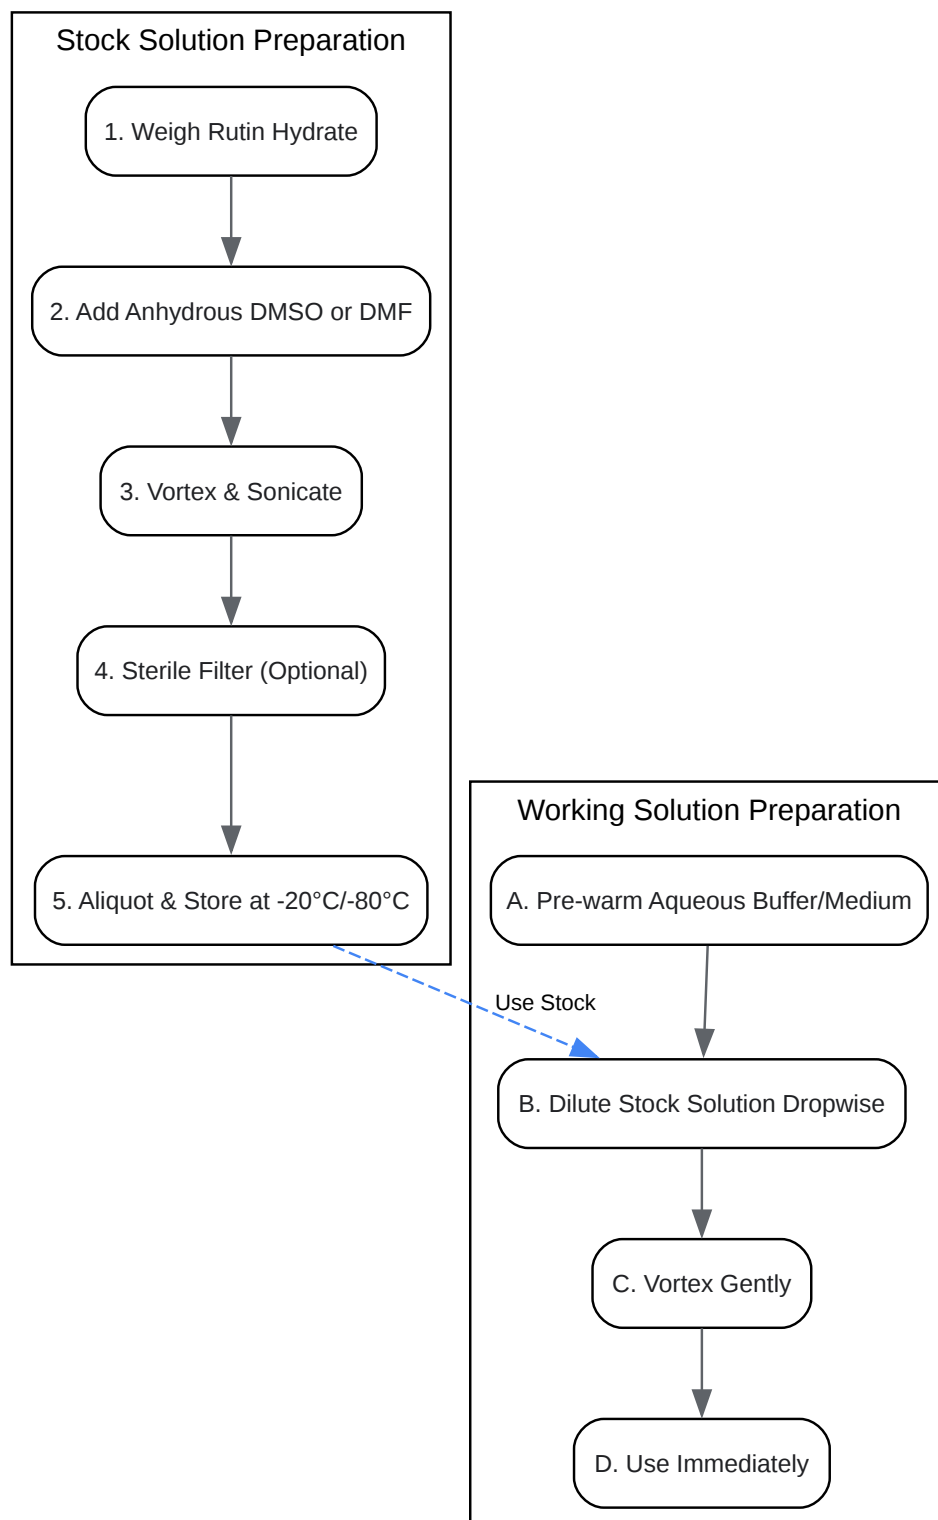 Stock Solution Preparation
1. Weigh Rutin Hydrate
2. Add Anhydrous DMSO or DMF
3. Vortex & Sonicate
4. Sterile Filter (Optional)
5. Aliquot & Store at -20°C/-80°C
Use Stock
Working Solution Preparation
A. Pre-warm Aqueous Buffer/Medium
B. Dilute Stock Solution Dropwise
C. Vortex Gently
D. Use Immediately